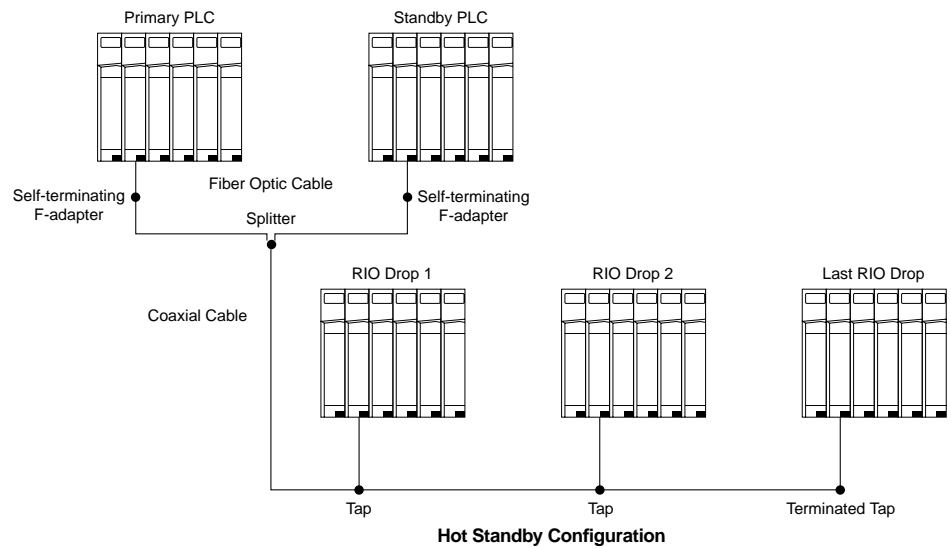 Primary PLC
Standby PLC
Fiber Optic Cable
Self-terminating
F-adapter
Self-terminating
F-adapter
Splitter
RIO Drop 1
RIO Drop 2
Last RIO Drop
Coaxial Cable
Tap
Tap
Terminated Tap
Hot Standby Configuration